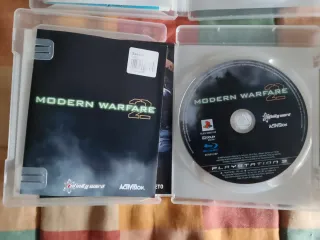 MODERN WARFARE
2
Infinity ward
ACTIVISION
MODERN WARFARE
2
Infinity ward
ACTIVISION
PLAYSTATION 3